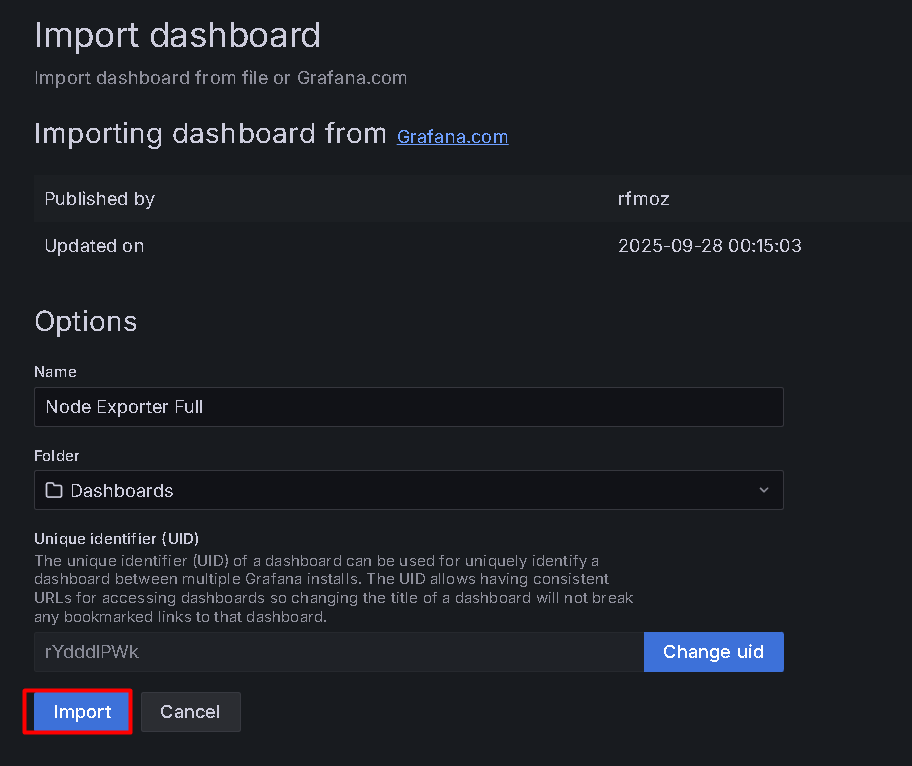 Import dashboard
Import dashboard from file or Grafana.com
Importing dashboard from Grafana.com
Published by rfmoz
Updated on 2025-09-28 00:15:03
Options
Name
Node Exporter Full
Folder
Dashboards
Unique identifier (UID)
The unique identifier (UID) of a dashboard can be used for uniquely identify a
dashboard between multiple Grafana installs. The UID allows having consistent
URLs for accessing dashboards so changing the title of a dashboard will not break
any bookmarked links to that dashboard.
rYdddlPWk Change uid
Import Cancel